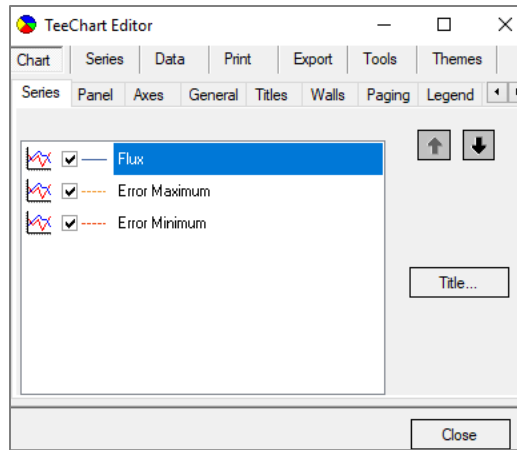 TeeChart Editor
Chart Series Data Print Export Tools Themes
Series Panel Axes General Titles Walls Paging Legend
Flux
Error Maximum
Error Minimum
Title...
Close